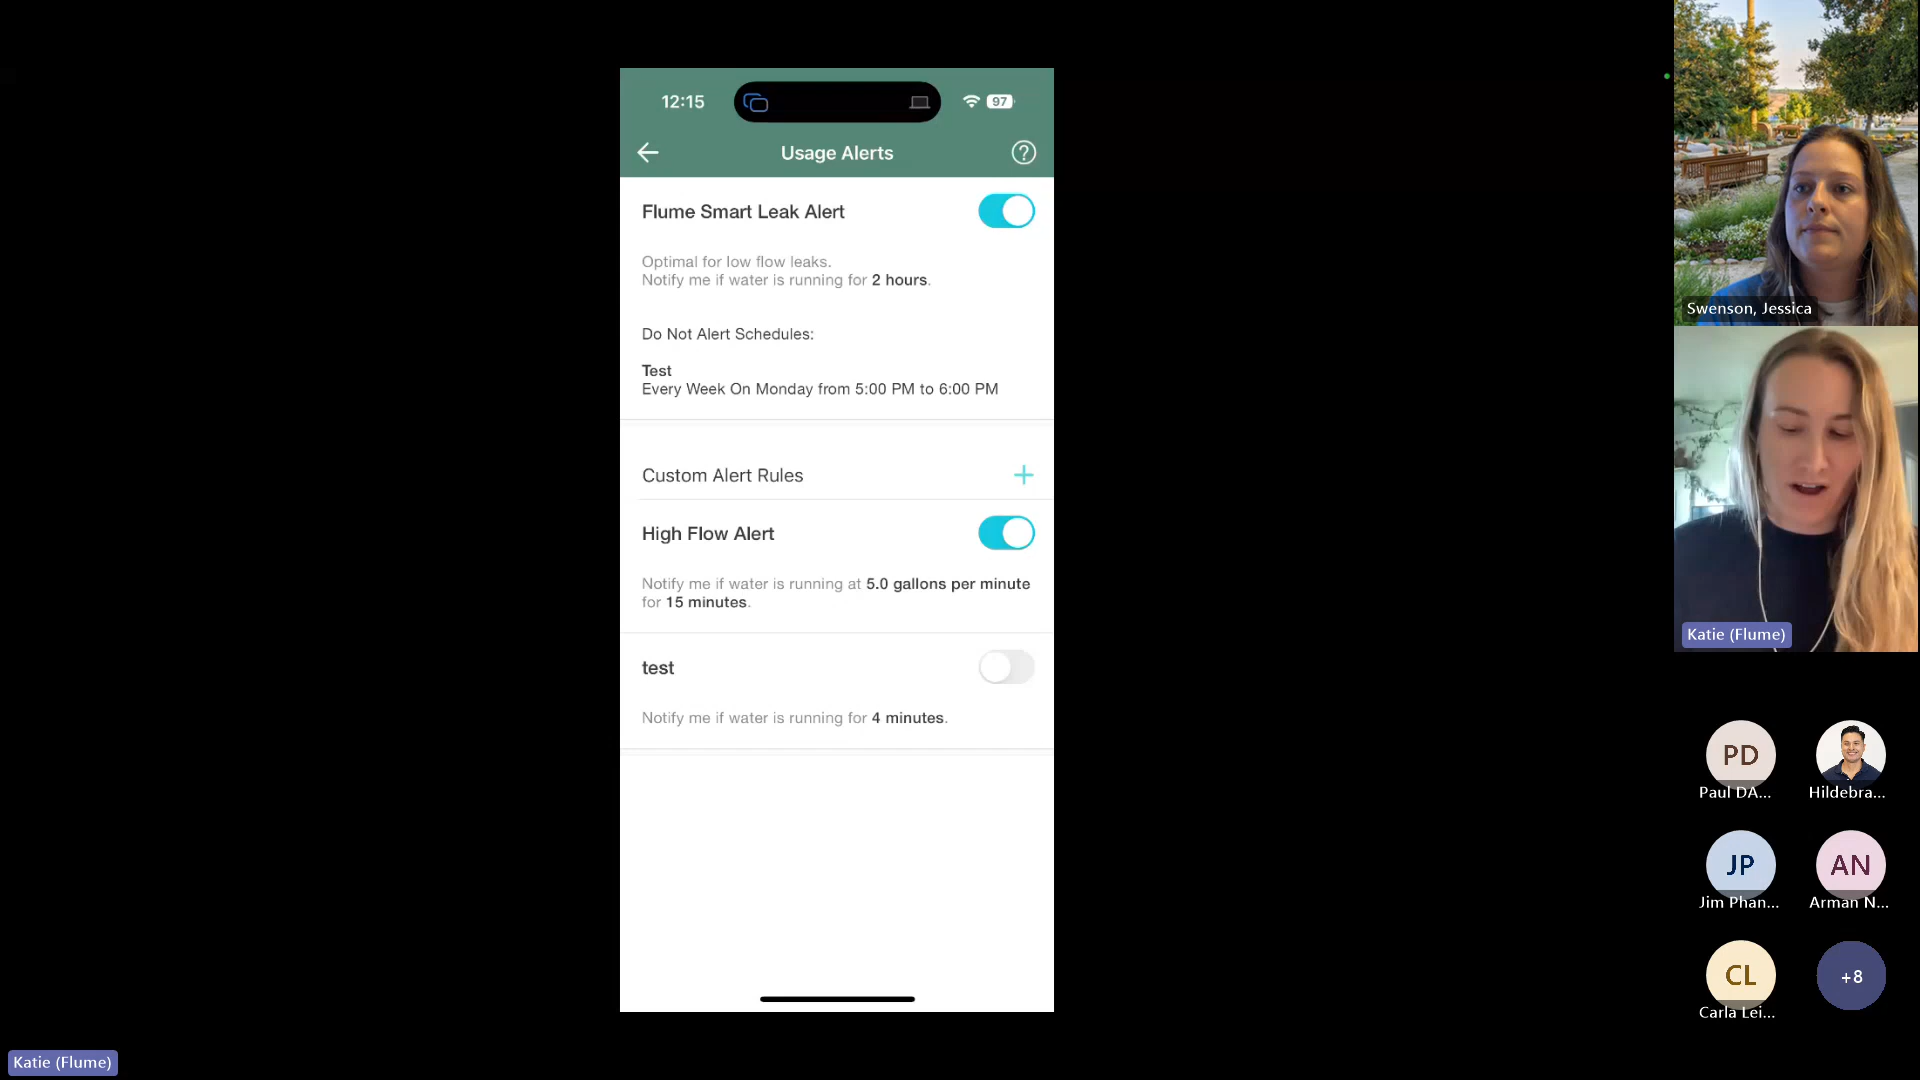 12:15
97
Usage Alerts
Flume Smart Leak Alert
Optimal for low flow leaks.
Notify me if water is running for 2 hours.
Do Not Alert Schedules:
Test
Every Week On Monday from 5:00 PM to 6:00 PM
Custom Alert Rules
High Flow Alert
Notify me if water is running at 5.0 gallons per minute
for 15 minutes.
test
Notify me if water is running for 4 minutes.
Swenson, Jessica
Katie (Flume)
PD
Paul DA...
Hildebra...
JP
Jim Phan...
AN
Arman N...
CL
Carla Lei...
+8
Katie (Flume)